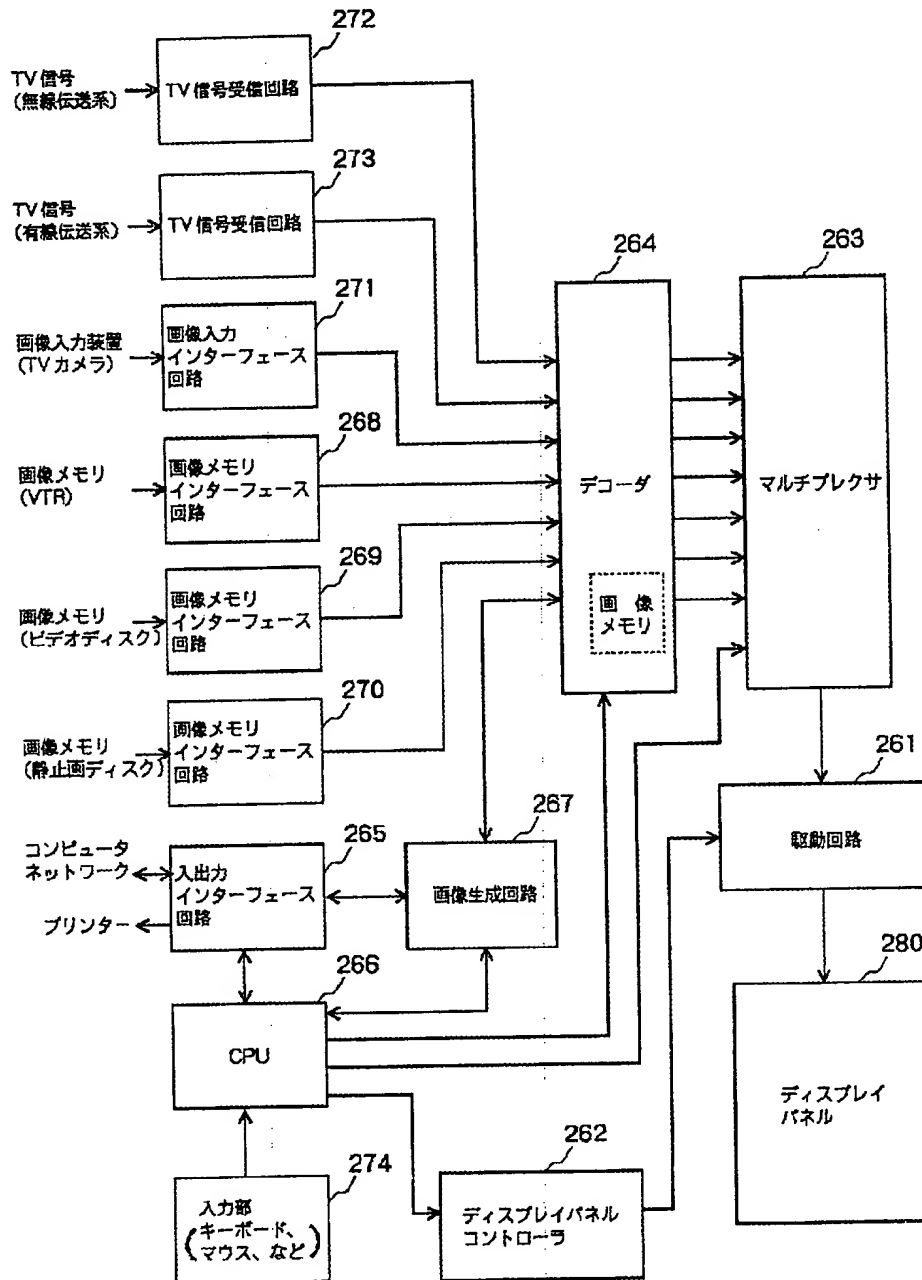 272
TV信号
(無線伝送系)
TV信号受信回路
273
TV信号
(有線伝送系)
TV信号受信回路
264
263
271
画像入力装置
(TVカメラ)
画像入力
インターフェース
回路
268
画像メモリ
(VTR)
画像メモリ
インターフェース
回路
デコーダ
マルチプレクサ
269
画像メモリ
(ビデオディスク)
画像メモリ
インターフェース
回路
画 像
メモリ
270
画像メモリ
(静止画ディスク)
画像メモリ
インターフェース
回路
261
駆動回路
267
画像生成回路
265
コンピュータ
ネットワーク
プリンター
入出力
インターフェース
回路
280
266
CPU
ディスプレイ
パネル
262
274
入力部
(キーボード、
マウス、など)
ディスプレイパネル
コントローラ